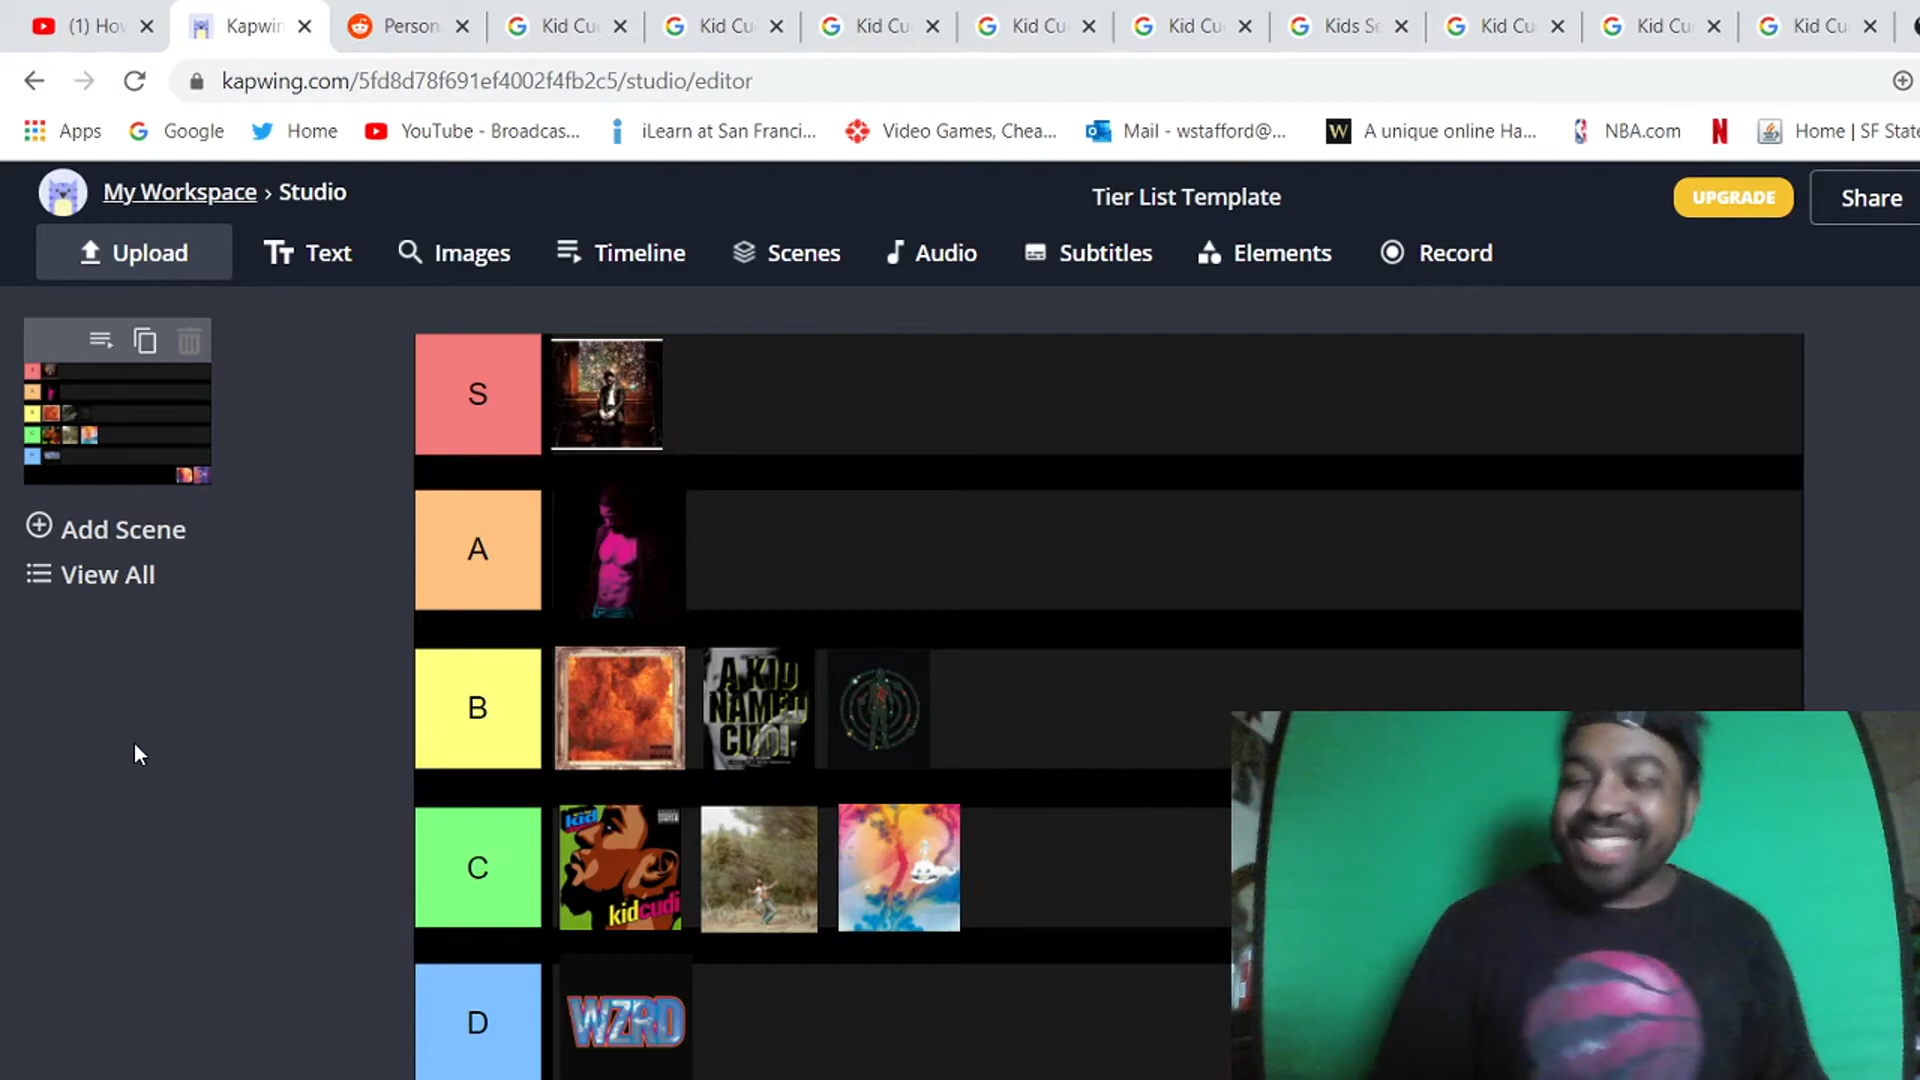 (1) Hov
Kapwin
Person
Kid Cu
Kid Cu
Kid Cu
Kid Cu
Kid Cu
Kids Se
Kid Cu
Kid Cu
Kid Cu
kapwing.com/5fd8d78f691ef4002f4fb2c5/studio/editor
Apps
Google
Home
YouTube - Broadcas...
iLearn at San Franci...
Video Games, Chea...
Mail - wstafford@...
W
A unique online Ha...
NBA.com
N
Home | SF State
My Workspace › Studio
Tier List Template
UPGRADE
Share
Upload
Text
Images
Timeline
Scenes
Audio
Subtitles
Elements
Record
Add Scene
View All
S
A
B
A KID
NAMED
CUDI
C
kid
kidcudi
D
WZRD